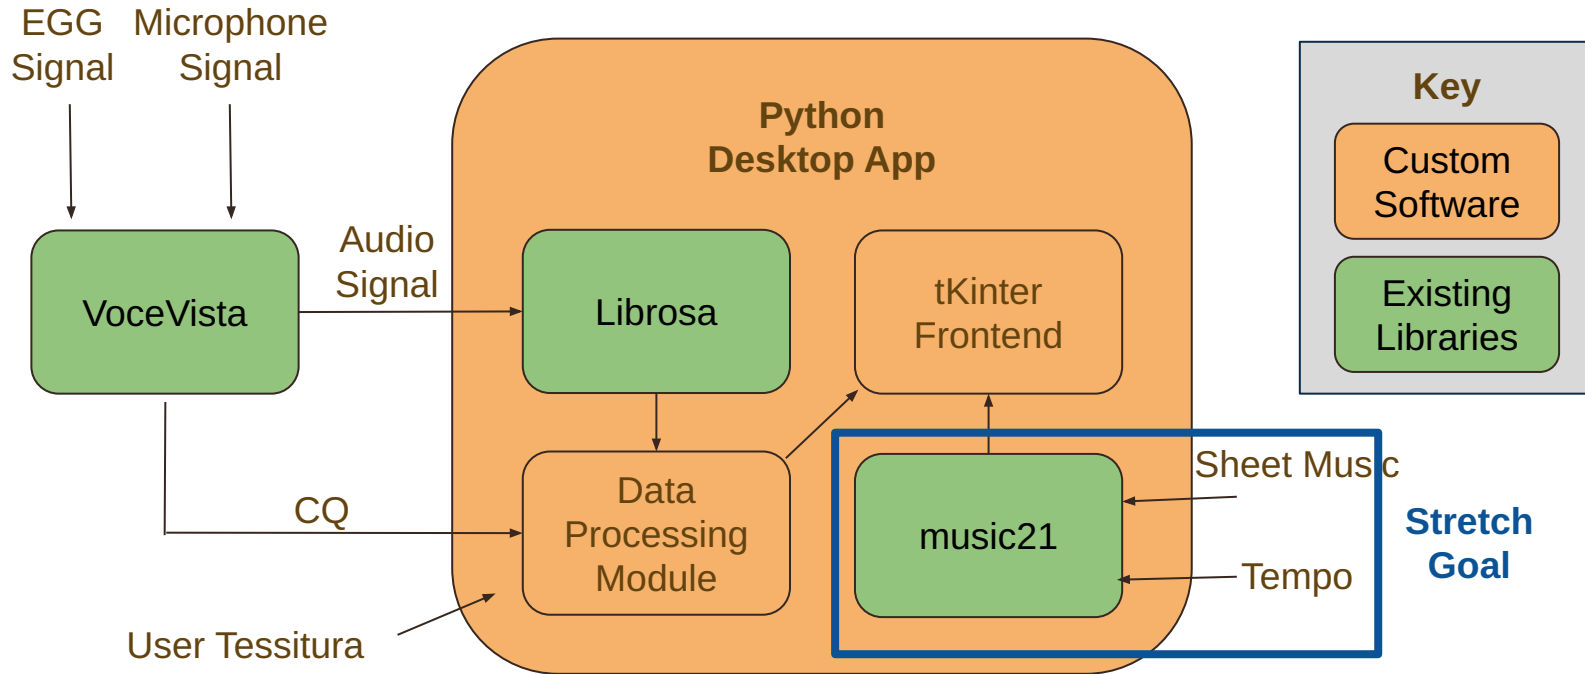 EGG
Signal
Microphone
Signal
Python
Desktop App
Key
Custom
Software
Existing
Libraries
VoceVista
Audio
Signal
Librosa
tKinter
Frontend
CQ
Data
Processing
Module
music21
Sheet Music
Tempo
Stretch
Goal
User Tessitura